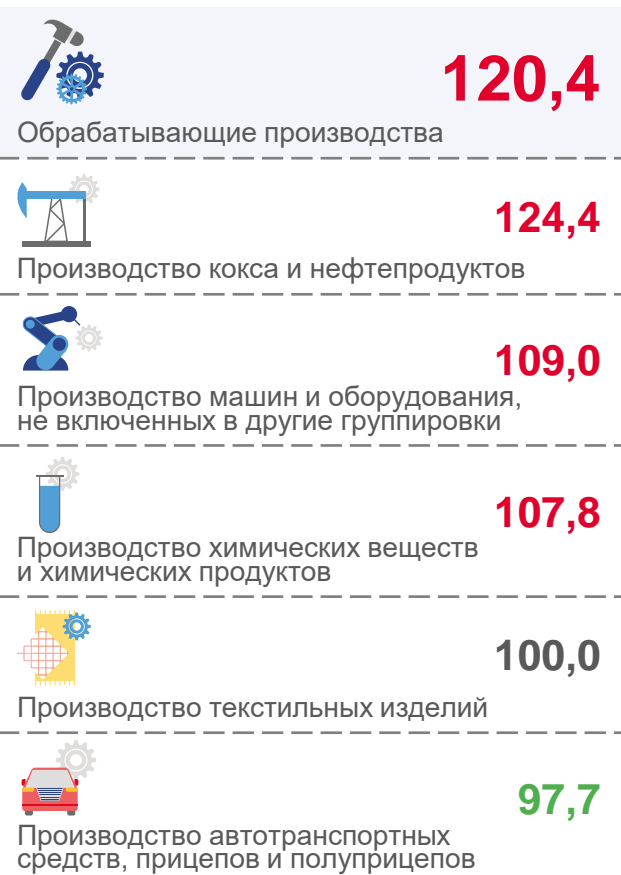 120,4
Обрабатывающие производства
124,4
Производство кокса и нефтепродуктов
109,0
Производство машин и оборудования,
не включенных в другие группировки
107,8
Производство химических веществ
и химических продуктов
100,0
Производство текстильных изделий
97,7
Производство автотранспортных
средств, прицепов и полуприцепов